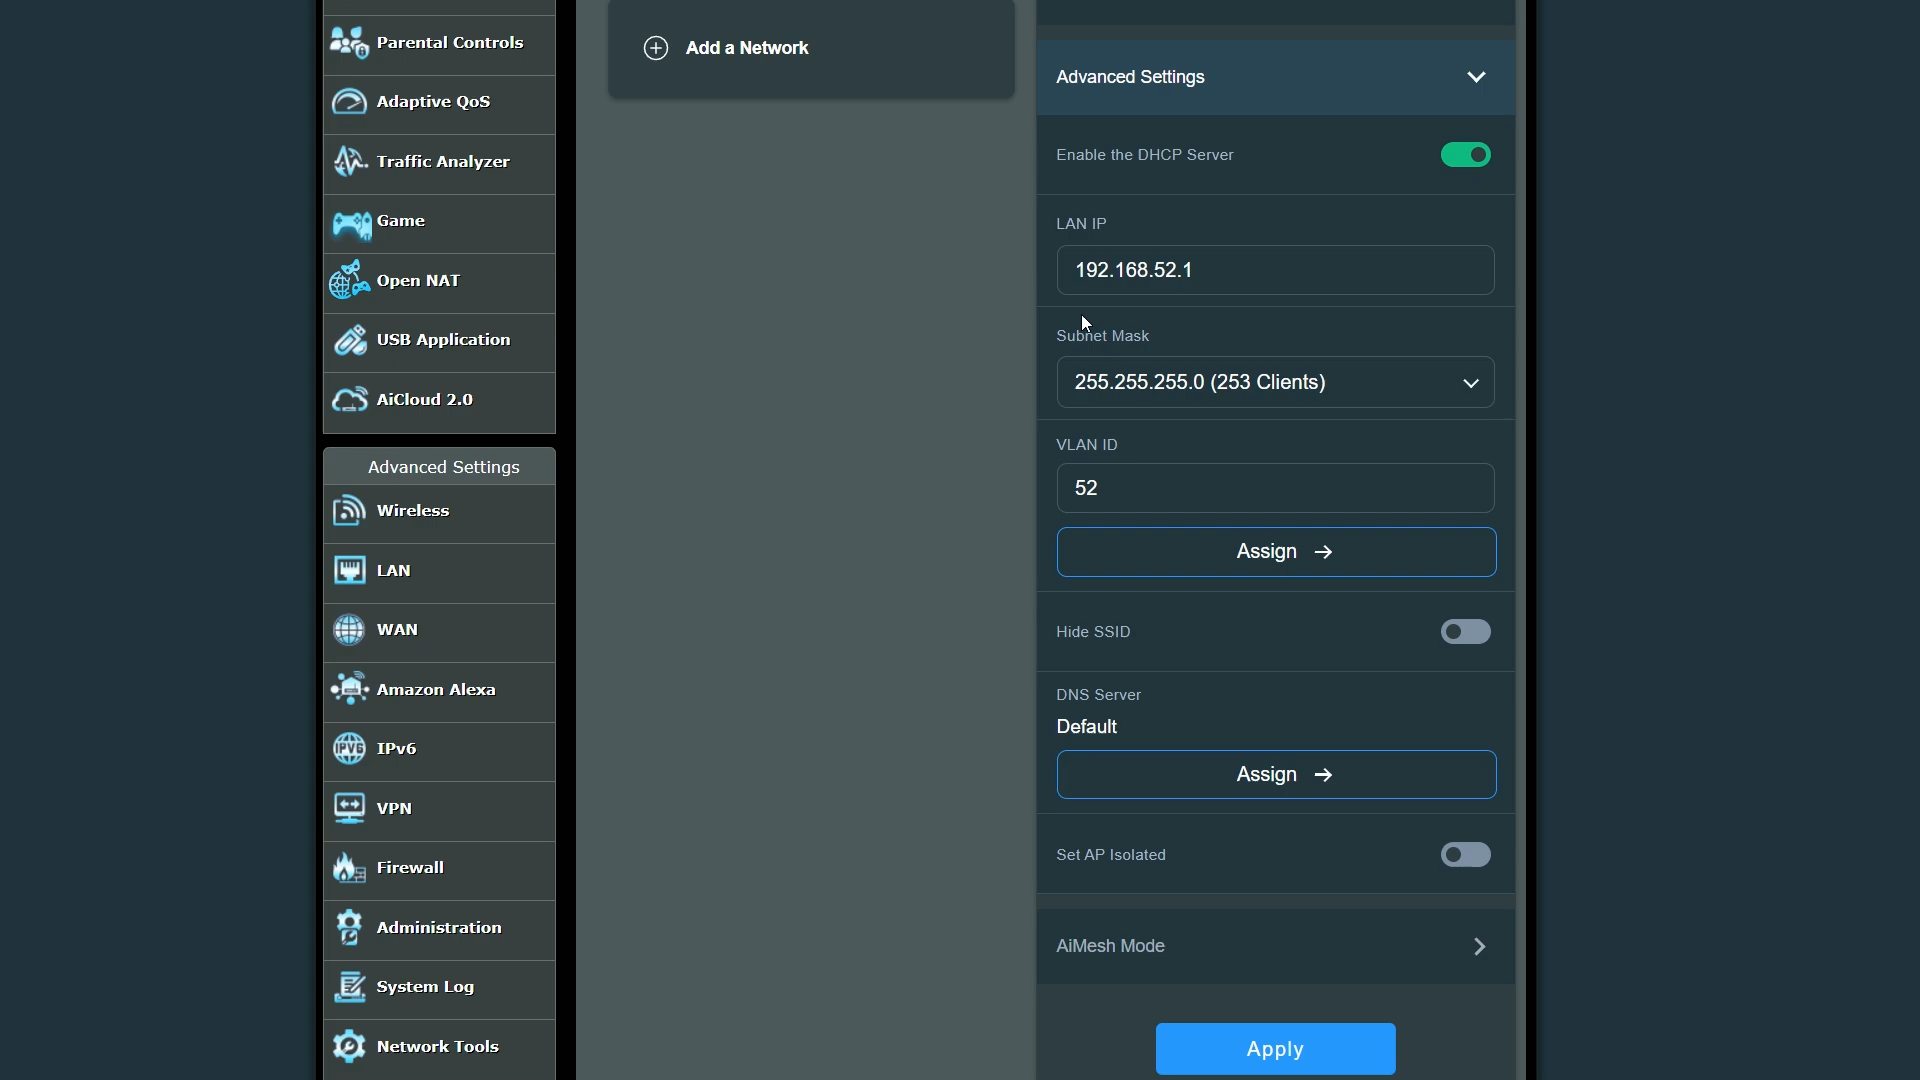 Parental Controls
Adaptive QoS
Traffic Analyzer
Game
Open NAT
USB Application
AiCloud 2.0
Advanced Settings
Wireless
LAN
WAN
Amazon Alexa
IPV6
IPv6
VPN
Firewall
Administration
System Log
Network Tools
Add a Network
Advanced Settings
Enable the DHCP Server
LAN IP
192.168.52.1
Subnet Mask
255.255.255.0 (253 Clients)
VLAN ID
52
Assign →
Hide SSID
DNS Server
Default
Assign →
Set AP Isolated
AiMesh Mode
Apply